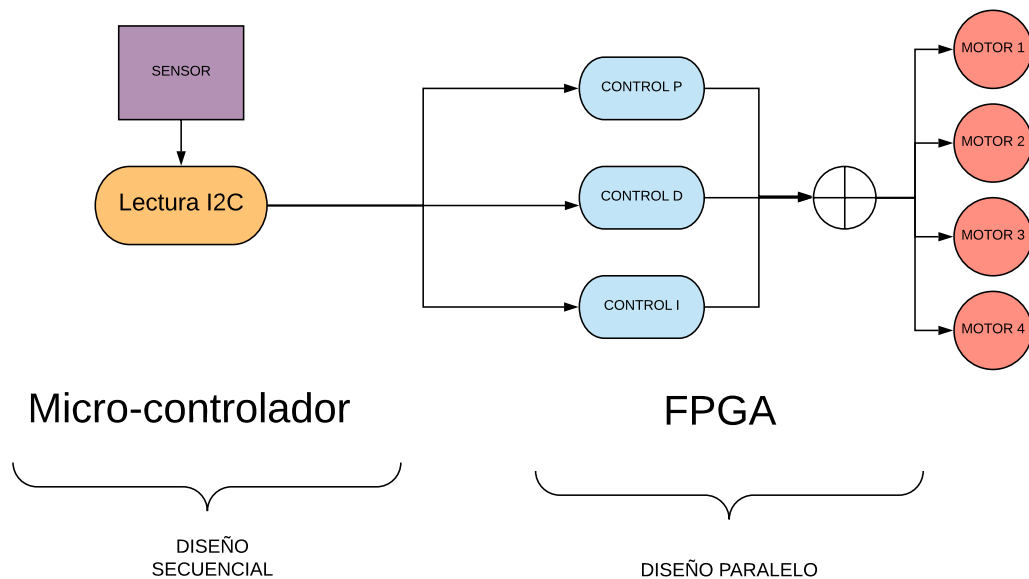 SENSOR
Lectura I2C
CONTROL P
CONTROL D
CONTROL I
MOTOR 1
MOTOR 2
MOTOR 3
MOTOR 4
Micro-controlador
FPGA
DISEÑO
SECUENCIAL
DISEÑO PARALELO